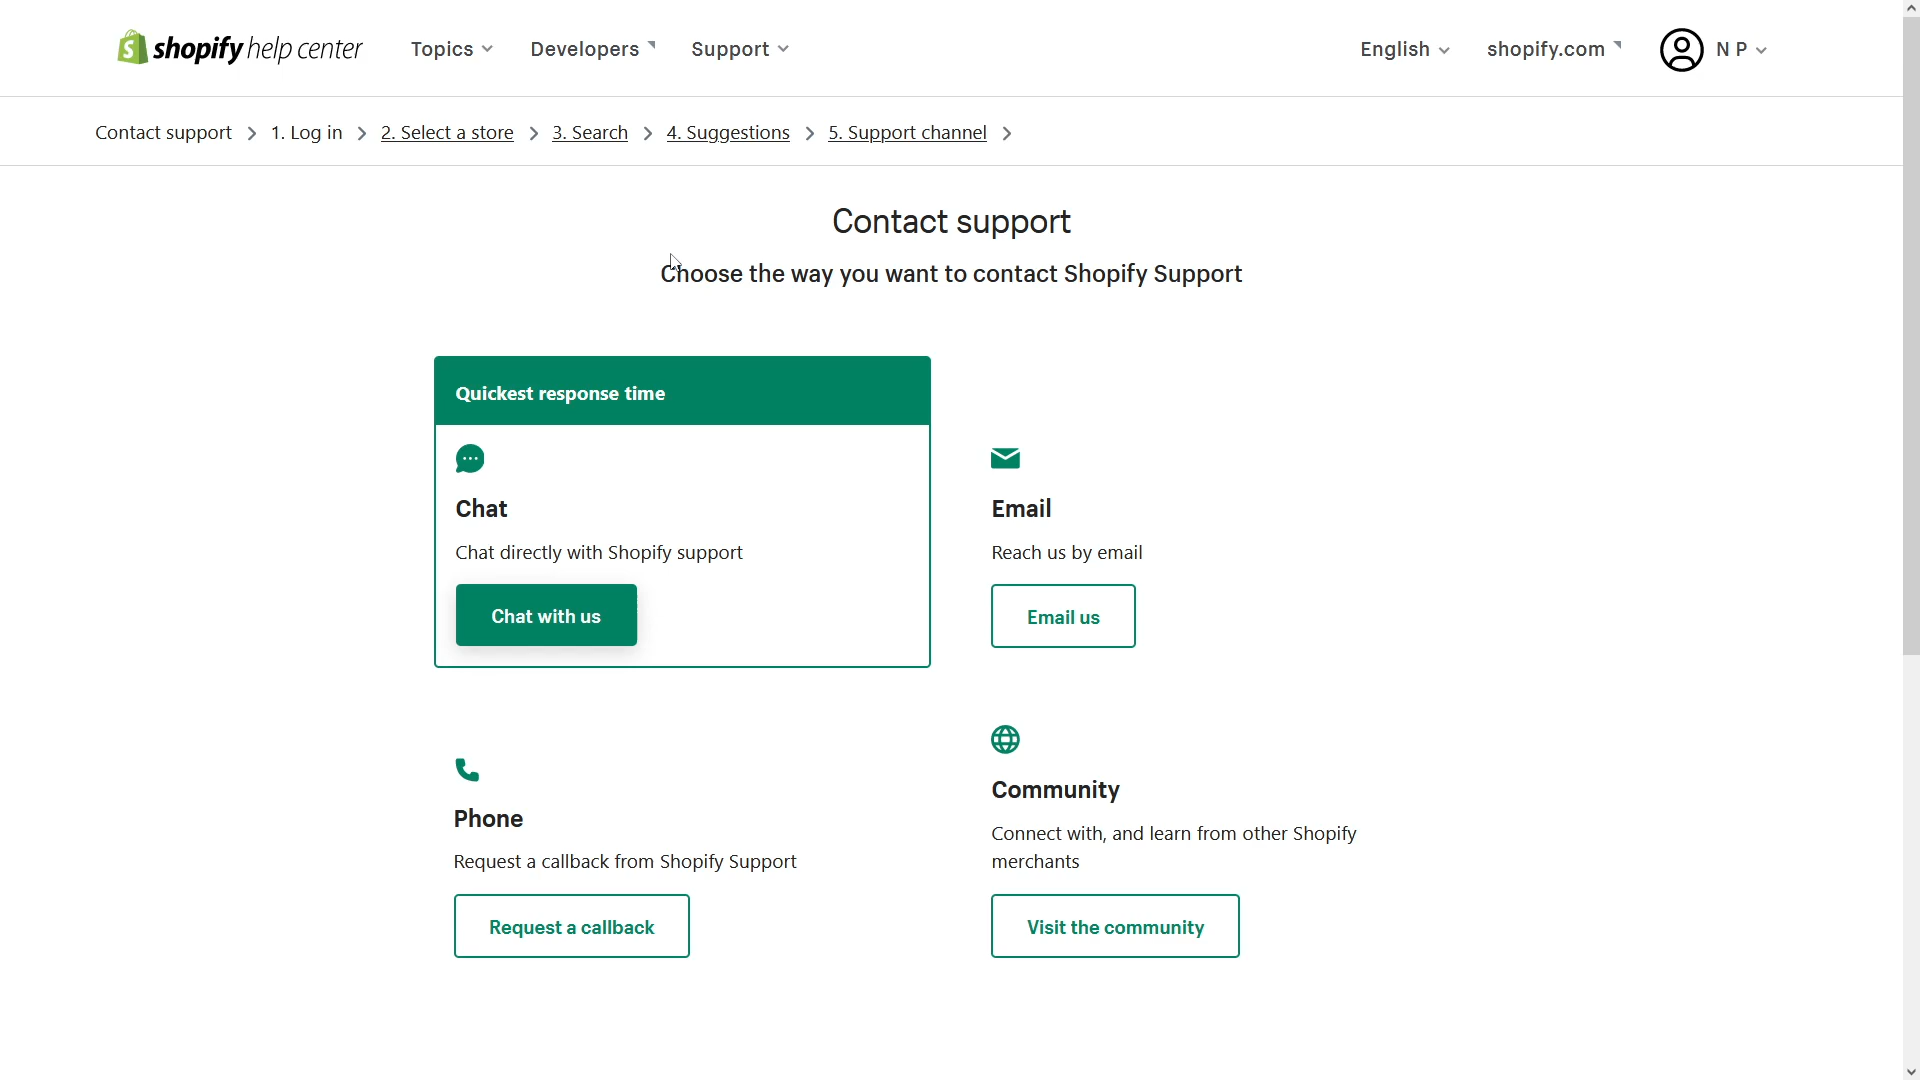 shopify help center Topics Developers Support English shopify.com N P
Contact support > 1. Log in > 2. Select a store > 3. Search > 4. Suggestions > 5. Support channel >
Contact support
Choose the way you want to contact Shopify Support
Quickest response time
Chat
Chat directly with Shopify support
Chat with us
Email
Reach us by email
Email us
Phone
Request a callback from Shopify Support
Request a callback
Community
Connect with, and learn from other Shopify
merchants
Visit the community